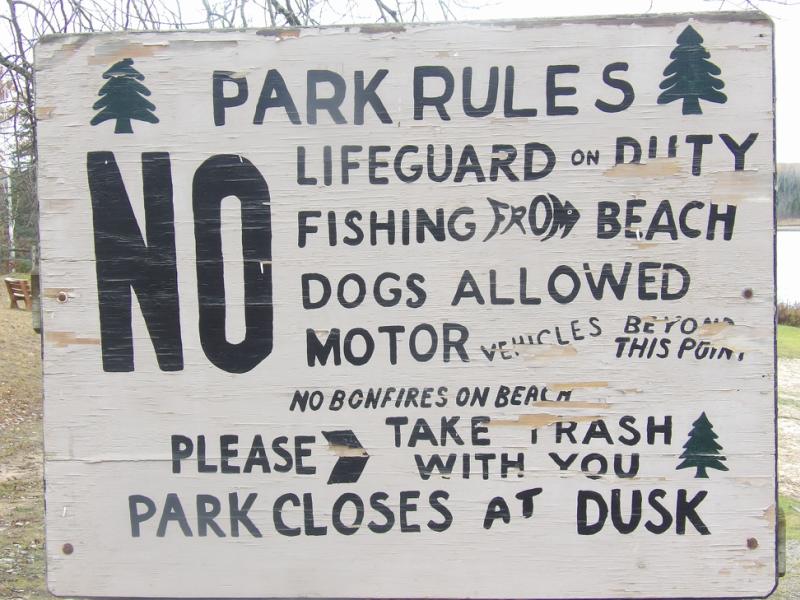 PARK RULES
NO
LIFEGUARD ON DUTY
FISHING FROM BEACH
DOGS ALLOWED
MOTOR VEHICLES BEYOND THIS POINT
NO BONFIRES ON BEACH
PLEASE TAKE TRASH WITH YOU
PARK CLOSES AT DUSK